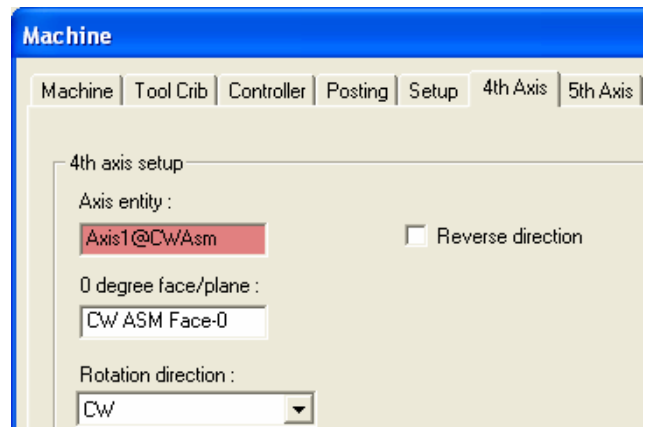 Machine
Machine Tool Crib Controller Posting Setup 4th Axis 5th Axis
4th axis setup
Axis entity :
Axis1@CWAsm
Reverse direction
0 degree face/plane :
CW ASM Face-0
Rotation direction :
CW